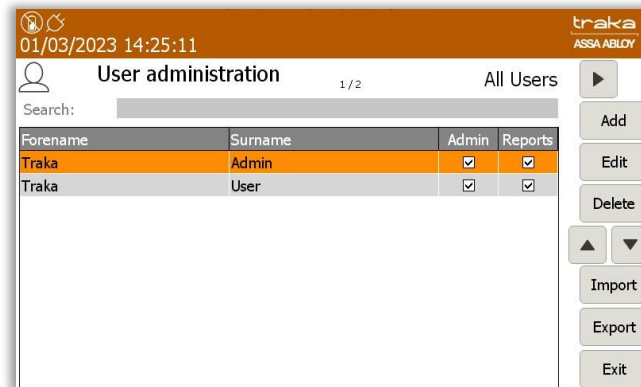 traka
ASSA ABLOY
01/03/2023 14:25:11
User administration 1/2 All Users
Search:
Forename Surname Admin Reports
Traka Admin
Traka User
Add
Edit
Delete
Import
Export
Exit